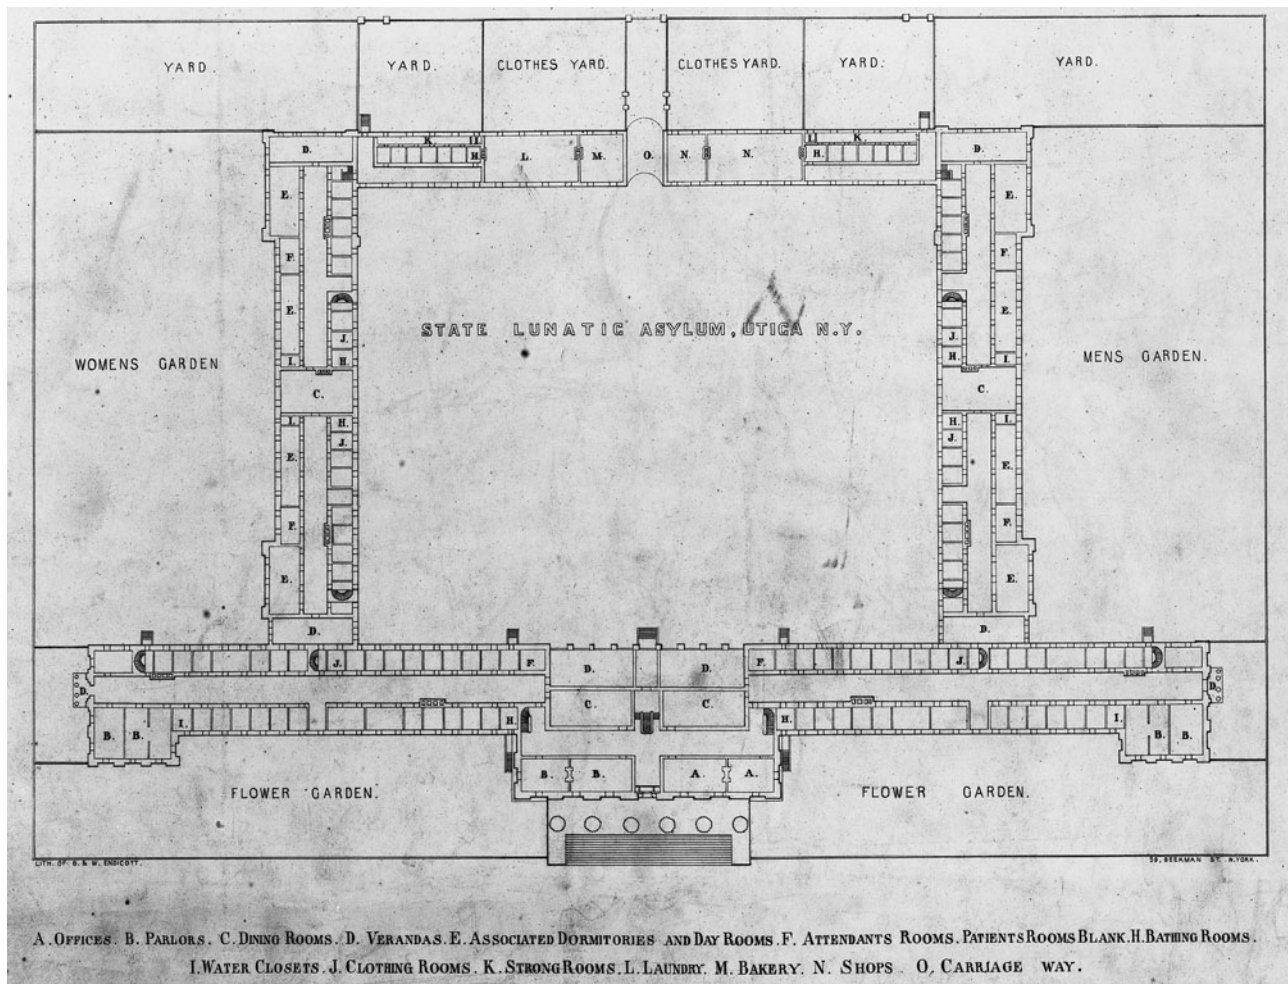 YARD. YARD. CLOTHES YARD. CLOTHES YARD. YARD. YARD.
K. K.
D. H. L. M. O. N. N. H. D.
E. E.
F. F.
E. E.
STATE LUNATIC ASYLUM, UTICA N.Y.
J. J.
WOMENS GARDEN I. H. H. I. MENS GARDEN.
C. C.
I. H. H. I.
J. J.
E. E.
F. F.
E. E.
D. D.
J. F. D. D. F. J.
D. C. C. D.
B. B. I. H. H. I. B. B.
B. B. A. A.
FLOWER GARDEN. FLOWER GARDEN.
LITH. OF G. & W. ENDICOTT. 59, BEEKMAN ST. N. YORK.
A. OFFICES. B. PARLORS. C. DINING ROOMS. D. VERANDAS. E. ASSOCIATED DORMITORIES AND DAY ROOMS. F. ATTENDANTS ROOMS. PATIENTS ROOMS BLANK. H. BATHING ROOMS.
I. WATER CLOSETS. J. CLOTHING ROOMS. K. STRONG ROOMS. L. LAUNDRY. M. BAKERY. N. SHOPS. O, CARRIAGE WAY.